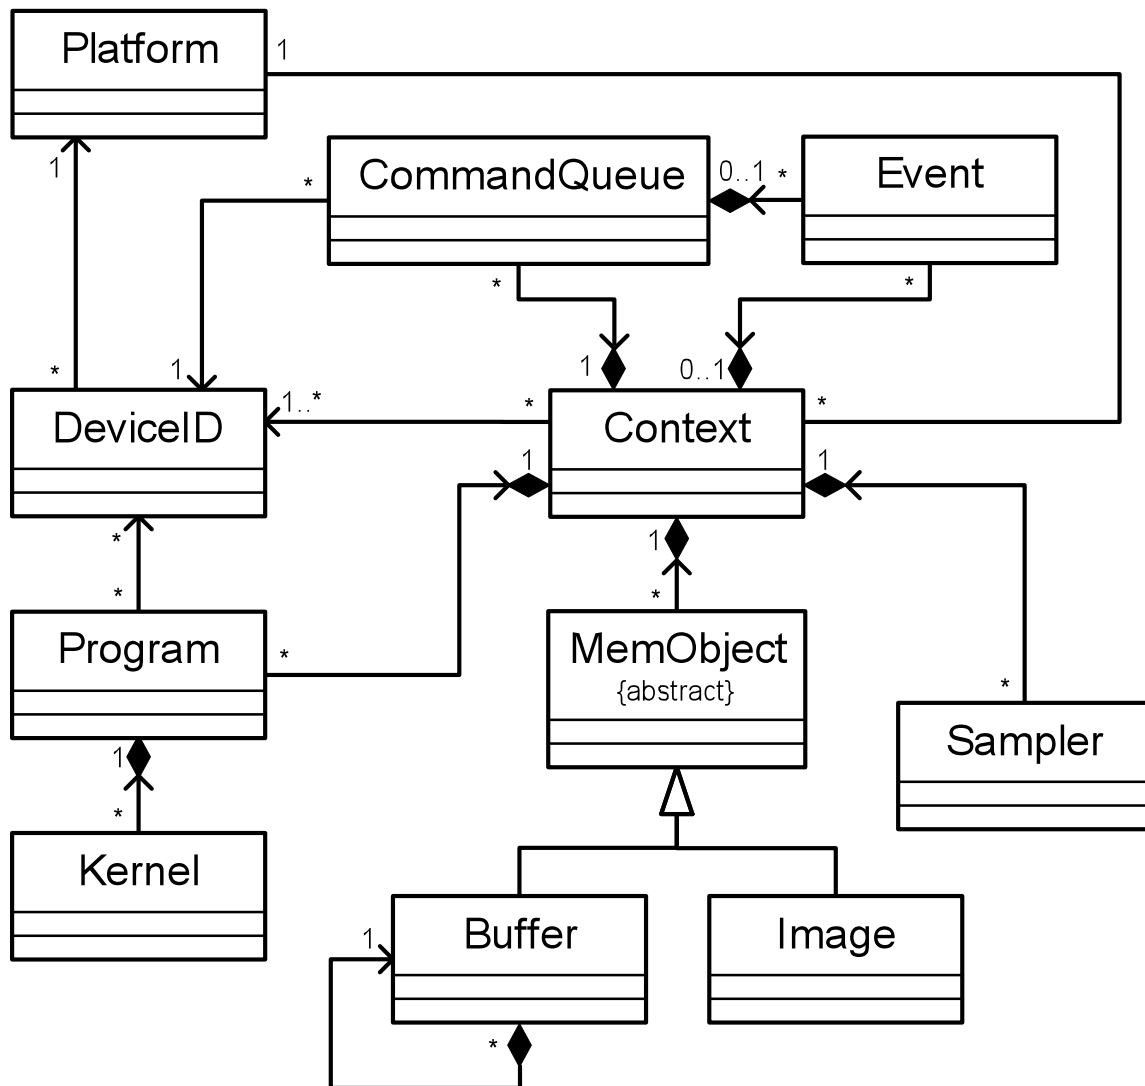 Platform
1
1
CommandQueue
0..1
*
Event
*
*
*
1
*
1
1
0..1
DeviceID
1..*
*
Context
*
1
1
*
1
*
*
Program
*
MemObject
{abstract}
*
Sampler
1
*
Kernel
Buffer
Image
1
*